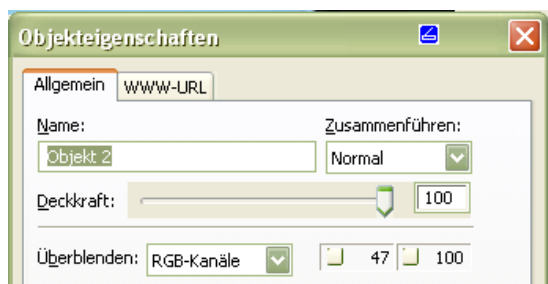 Objekteigenschaften
Allgemein WWW-URL
Name: Zusammenführen:
Objekt 2 Normal
Deckkraft: 100
Überblenden: RGB-Kanäle 47 100